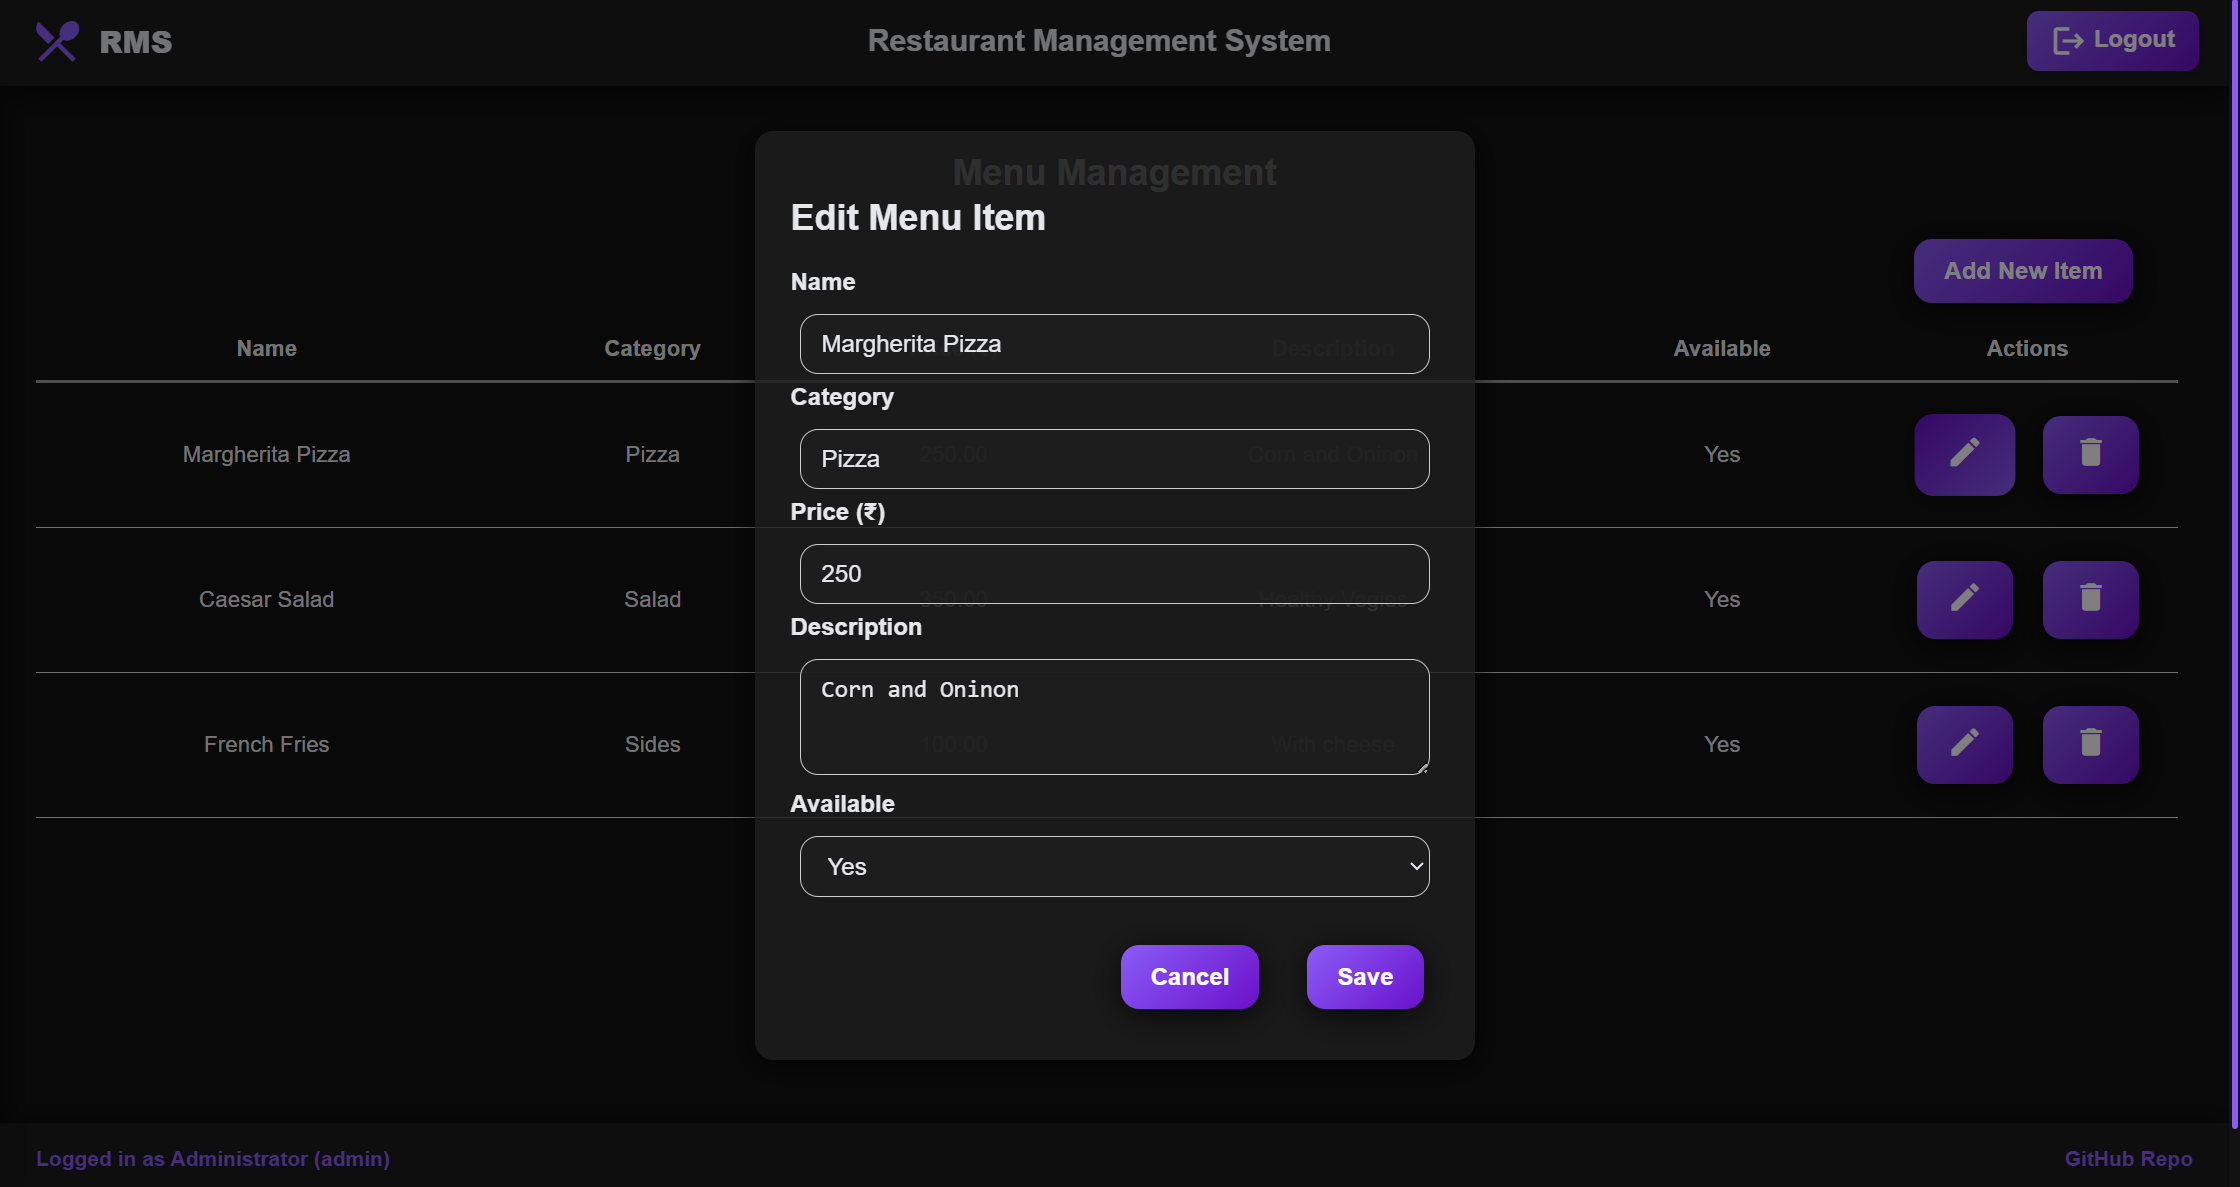 RMS
Restaurant Management System
Logout
Menu Management
Edit Menu Item
Add New Item
Name
Category
Description
Available
Actions
Margherita Pizza
Pizza
250.00
Corn and Oninon
Yes
Caesar Salad
Salad
350.00
Healthy Vegies
Yes
French Fries
Sides
100.00
With cheese
Yes
Name
Margherita Pizza
Category
Pizza
Price (₹)
250
Description
Corn and Oninon
Available
Yes
Cancel
Save
Logged in as Administrator (admin)
GitHub Repo